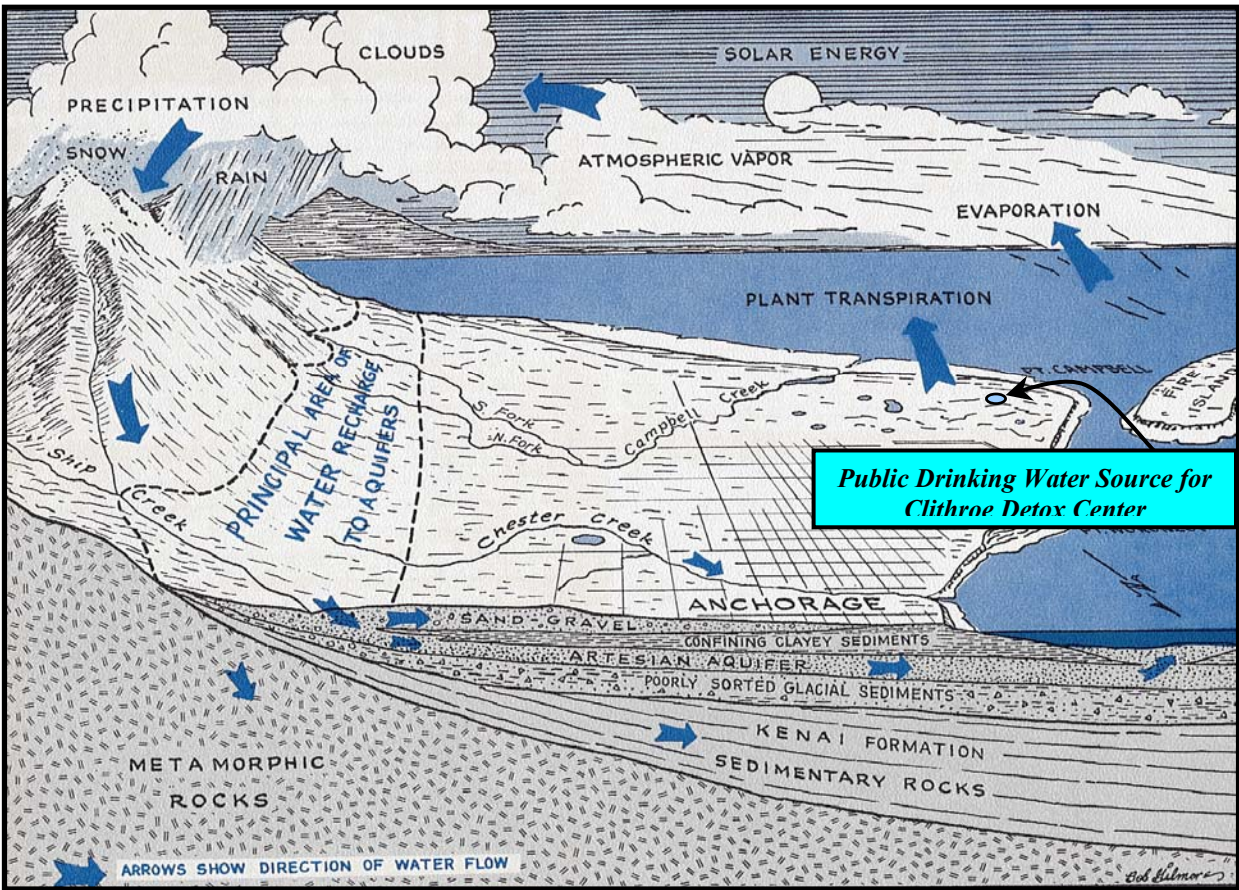 CLOUDS
SOLAR ENERGY
PRECIPITATION
SNOW
RAIN
ATMOSPHERIC VAPOR
EVAPORATION
PLANT TRANSPIRATION
PT. CAMPBELL
FIRE
ISLAND
PRINCIPAL AREA OF
WATER RECHARGE
TO AQUIFERS
S. Fork
N. Fork
Campbell Creek
Ship
Creek
Chester Creek
Public Drinking Water Source for
Clithroe Detox Center
ANCHORAGE
SAND-GRAVEL
CONFINING CLAYEY SEDIMENTS
ARTESIAN AQUIFER
POORLY SORTED GLACIAL SEDIMENTS
KENAI FORMATION
SEDIMENTARY ROCKS
METAMORPHIC
ROCKS
ARROWS SHOW DIRECTION OF WATER FLOW
Bob Gilmore